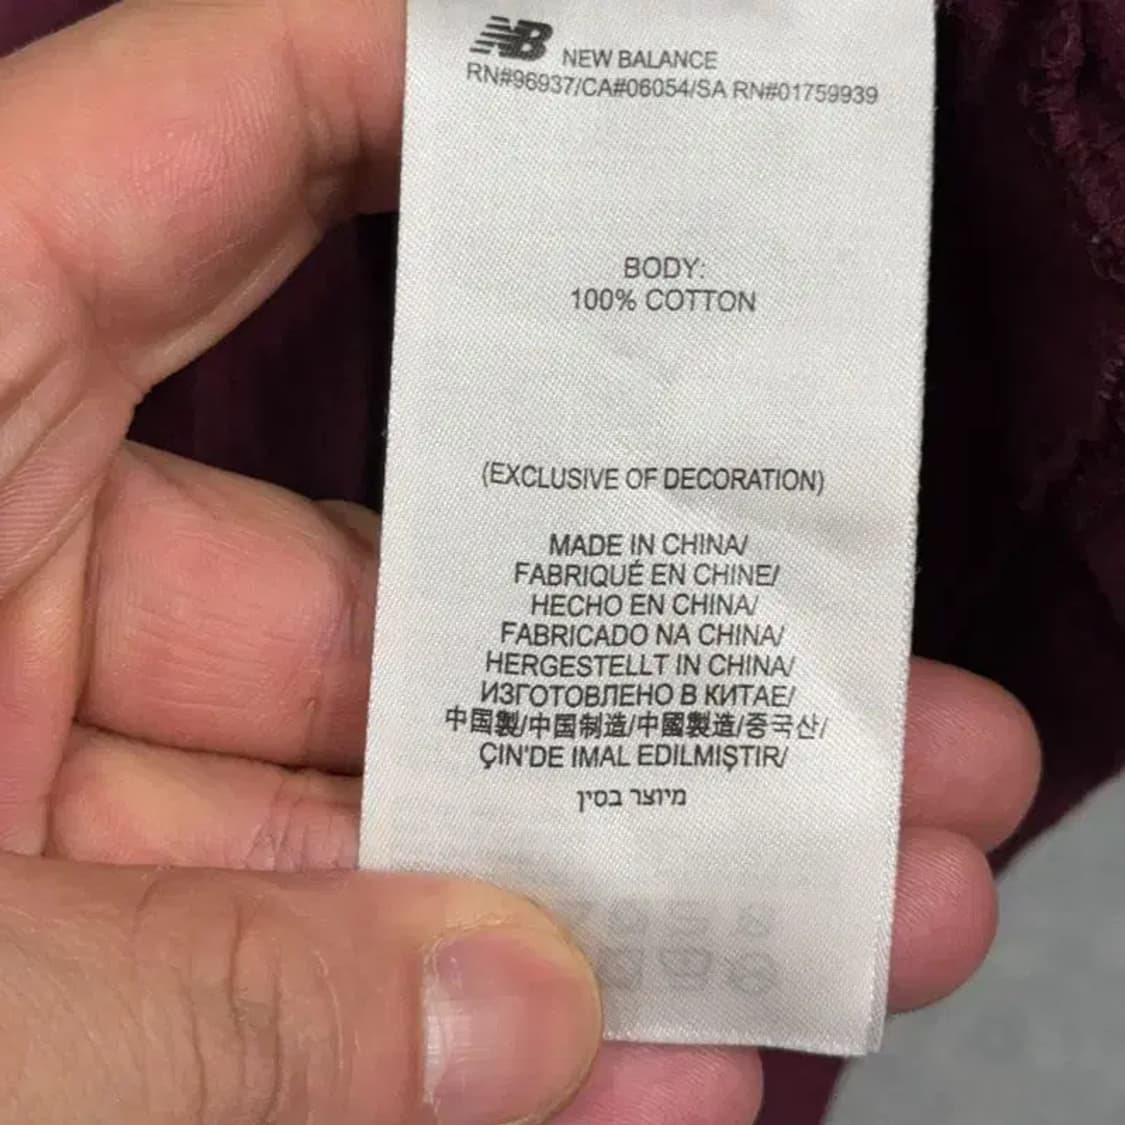 NB NEW BALANCE
RN#96937/CA#06054/SA RN#01759939
BODY:
100% COTTON
(EXCLUSIVE OF DECORATION)
MADE IN CHINA/
FABRIQUÉ EN CHINE/
HECHO EN CHINA/
FABRICADO NA CHINA/
HERGESTELLT IN CHINA/
ИЗГОТОВЛЕНО В КИТАЕ/
中国製/中国制造/中國製造/중국산/
ÇIN'DE IMAL EDILMIŞTIR/
מיוצר בסין